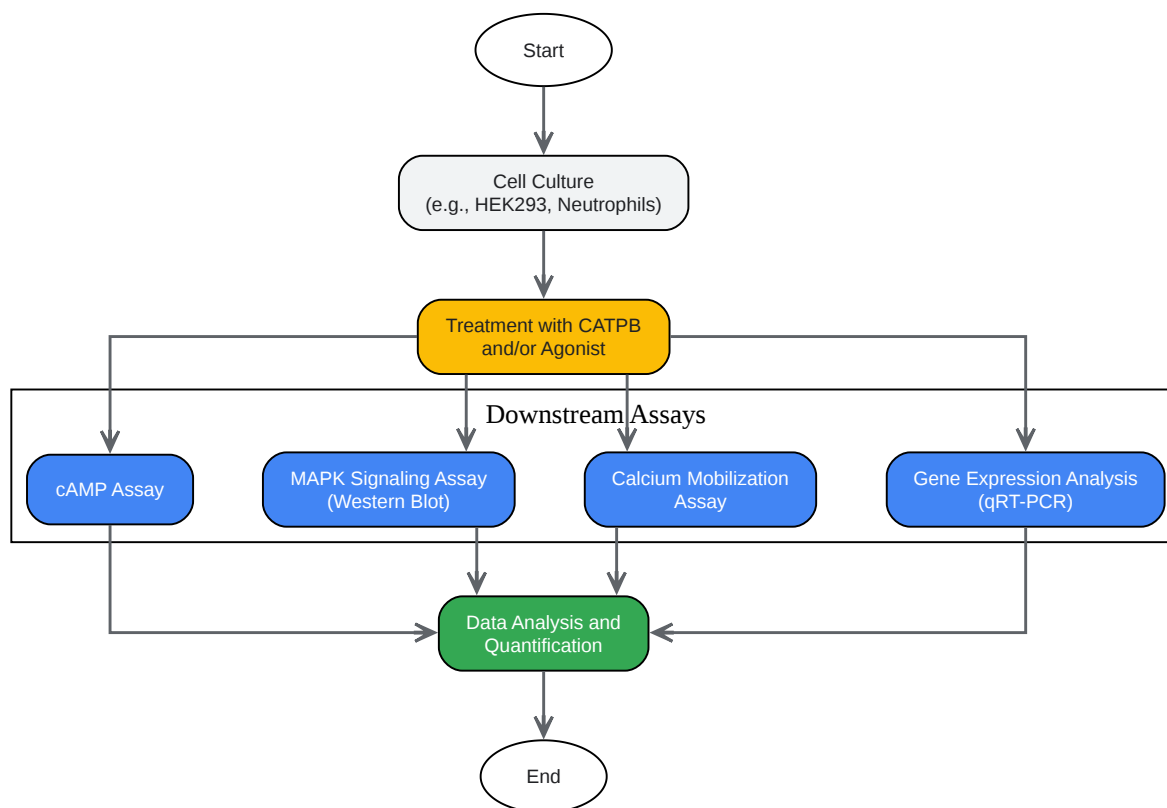 Start
Cell Culture
(e.g., HEK293, Neutrophils)
Treatment with CATPB
and/or Agonist
Downstream Assays
cAMP Assay
MAPK Signaling Assay
(Western Blot)
Calcium Mobilization
Assay
Gene Expression Analysis
(qRT-PCR)
Data Analysis and
Quantification
End